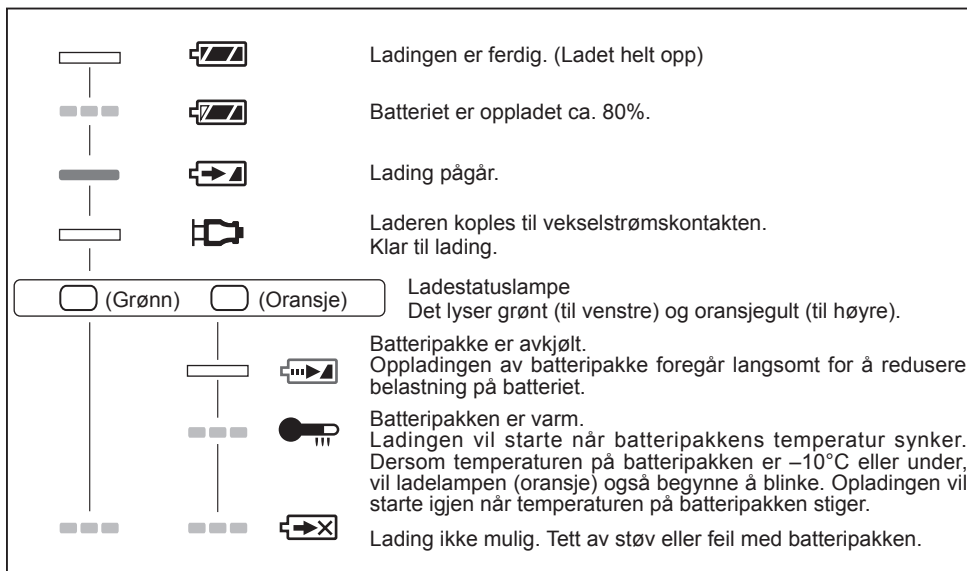 Ladingen er ferdig. (Ladet helt opp)
Batteriet er oppladet ca. 80%.
Lading pågår.
Laderen koples til vekselstrømskontakten.
Klar til lading.
(Grønn) (Oransje) Ladestatuslampe
Det lyser grønt (til venstre) og oransjegult (til høyre).
Batteripakke er avkjølt.
Oppladingen av batteripakke foregår langsomt for å redusere
belastning på batteriet.
Batteripakken er varm.
Ladingen vil starte når batteripakkens temperatur synker.
Dersom temperaturen på batteripakken er –10°C eller under,
vil ladelampen (oransje) også begynne å blinke. Opladingen vil
starte igjen når temperaturen på batteripakken stiger.
Lading ikke mulig. Tett av støv eller feil med batteripakken.